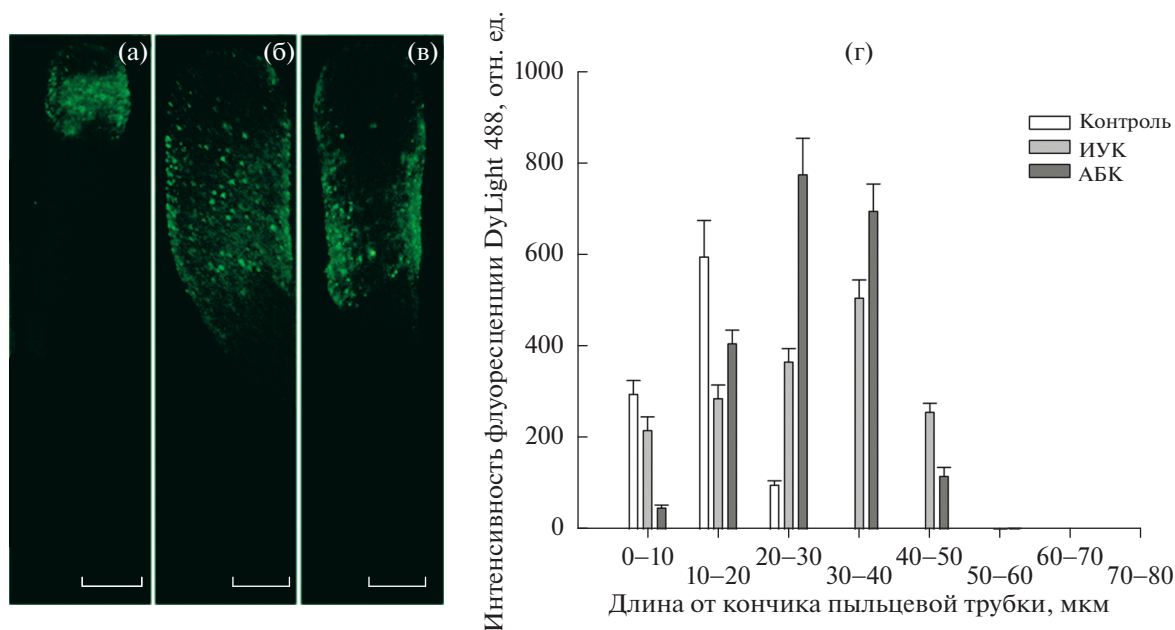 (а)
(б)
(в)
(г)
Интенсивность флуоресценции DyLight 488, отн. ед.
1000
800
600
400
200
0
Контроль
ИУК
АБК
0–10
10–20
20–30
30–40
40–50
50–60
60–70
70–80
Длина от кончика пыльцевой трубки, мкм